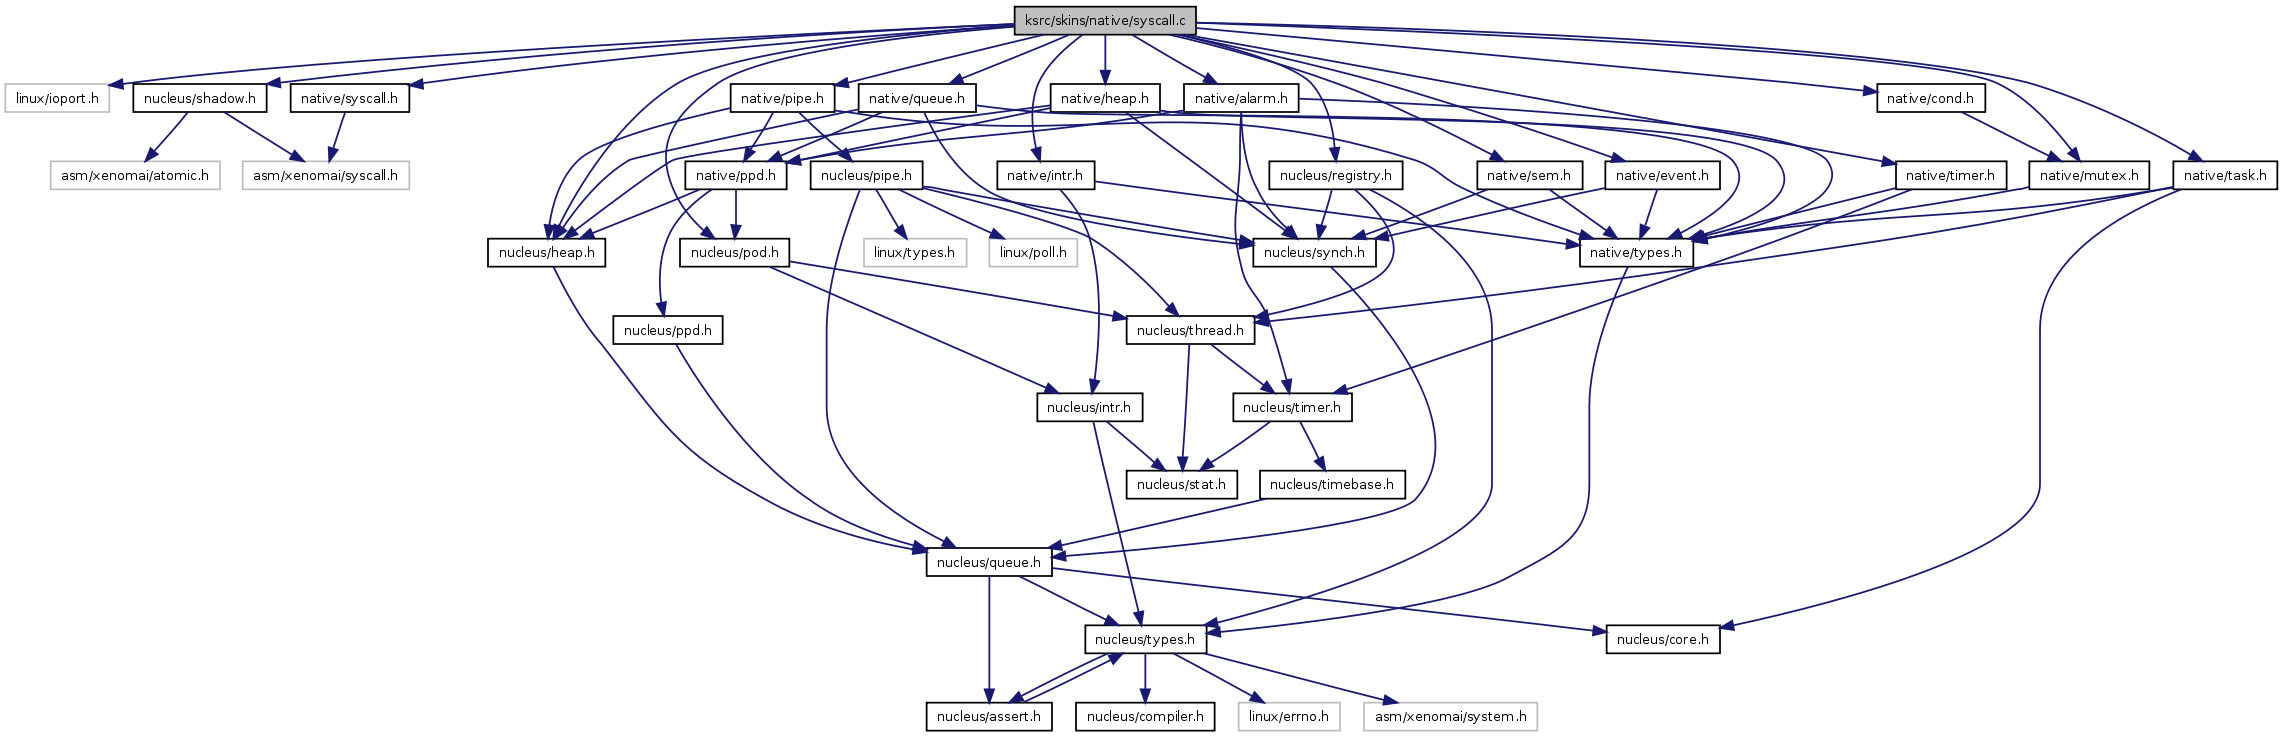 ksrc/skins/native/syscall.c
linux/ioport.h
nucleus/shadow.h
native/syscall.h
native/pipe.h
native/queue.h
native/heap.h
native/alarm.h
native/cond.h
asm/xenomai/atomic.h
asm/xenomai/syscall.h
native/ppd.h
nucleus/pipe.h
native/intr.h
nucleus/registry.h
native/sem.h
native/event.h
native/timer.h
native/mutex.h
native/task.h
nucleus/heap.h
nucleus/pod.h
linux/types.h
linux/poll.h
nucleus/synch.h
native/types.h
nucleus/ppd.h
nucleus/thread.h
nucleus/intr.h
nucleus/timer.h
nucleus/stat.h
nucleus/timebase.h
nucleus/queue.h
nucleus/types.h
nucleus/core.h
nucleus/assert.h
nucleus/compiler.h
linux/errno.h
asm/xenomai/system.h